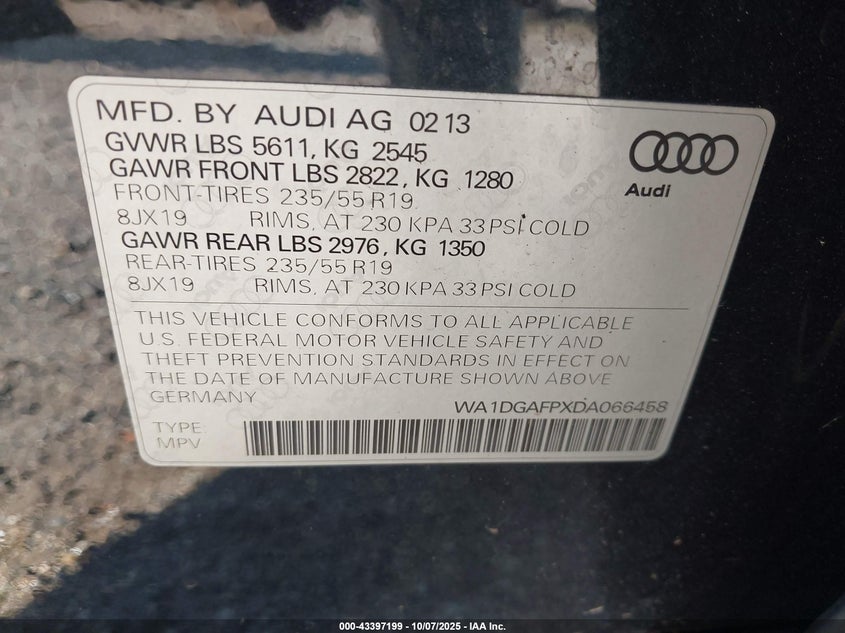 MFD. BY AUDI AG 02 13
GVWR LBS 5611, KG 2545
GAWR FRONT LBS 2822, KG 1280
FRONT-TIRES 235/55 R19
8JX19 RIMS, AT 230 KPA 33 PSI COLD
GAWR REAR LBS 2976, KG 1350
REAR-TIRES 235/55 R19
8JX19 RIMS, AT 230 KPA 33 PSI COLD
Audi
THIS VEHICLE CONFORMS TO ALL APPLICABLE
U.S. FEDERAL MOTOR VEHICLE SAFETY AND
THEFT PREVENTION STANDARDS IN EFFECT ON
THE DATE OF MANUFACTURE SHOWN ABOVE
GERMANY
WA1DGAFPXDA066458
TYPE:
MPV
000-43397199 - 10/07/2025 - IAA Inc.